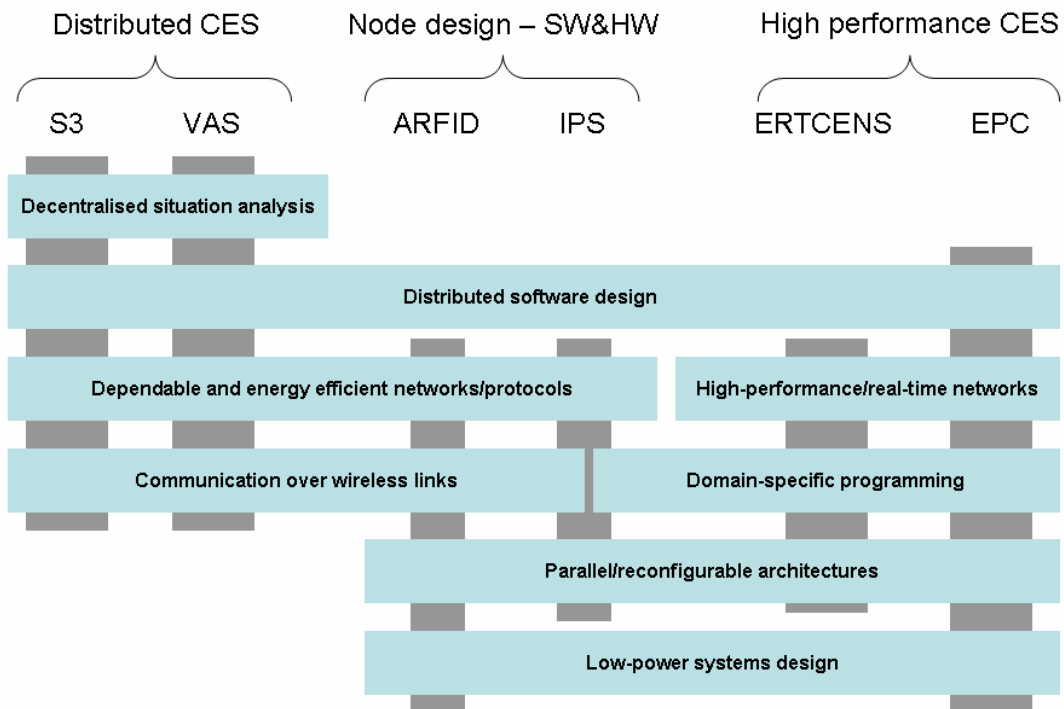 Distributed CES
Node design – SW&HW
High performance CES
S3
VAS
ARFID
IPS
ERTCENS
EPC
Decentralised situation analysis
Distributed software design
Dependable and energy efficient networks/protocols
High-performance/real-time networks
Communication over wireless links
Domain-specific programming
Parallel/reconfigurable architectures
Low-power systems design